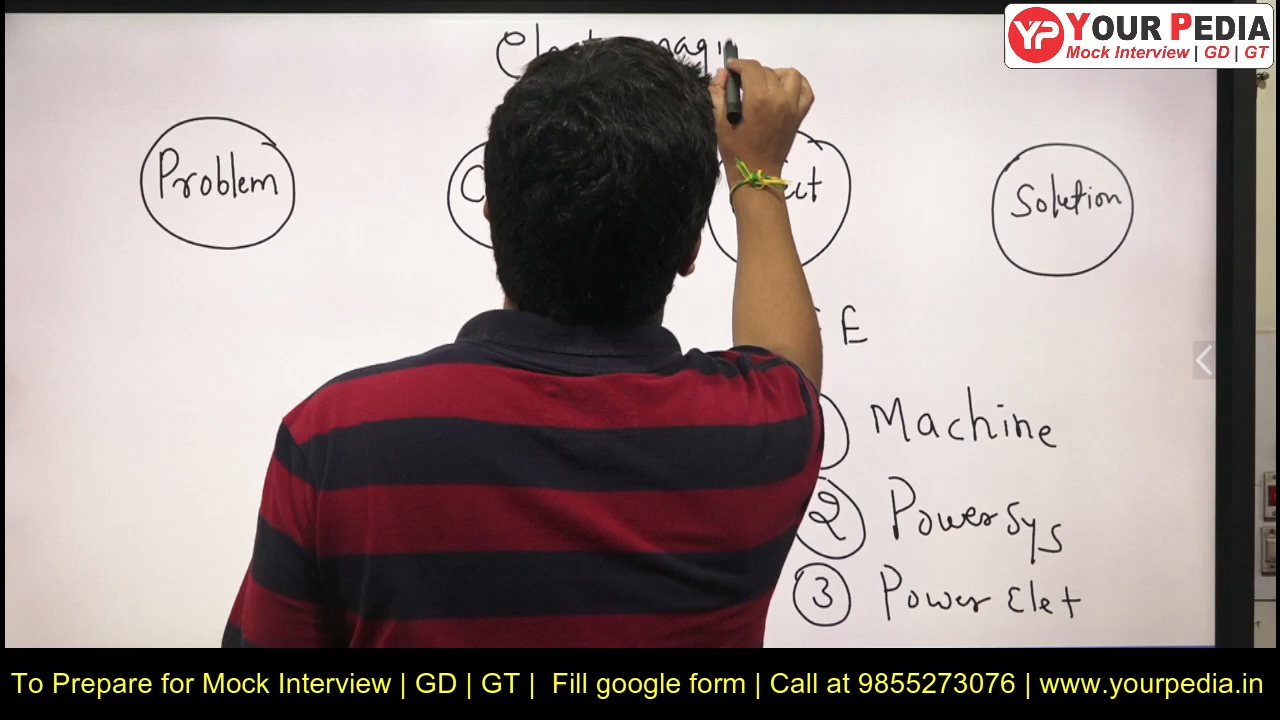 YP YOUR PEDIA
Mock Interview | GD | GT
Problem
Solution
E
Machine
2 Power Sys
3 Power Elet
To Prepare for Mock Interview | GD | GT | Fill google form | Call at 9855273076 | www.yourpedia.in